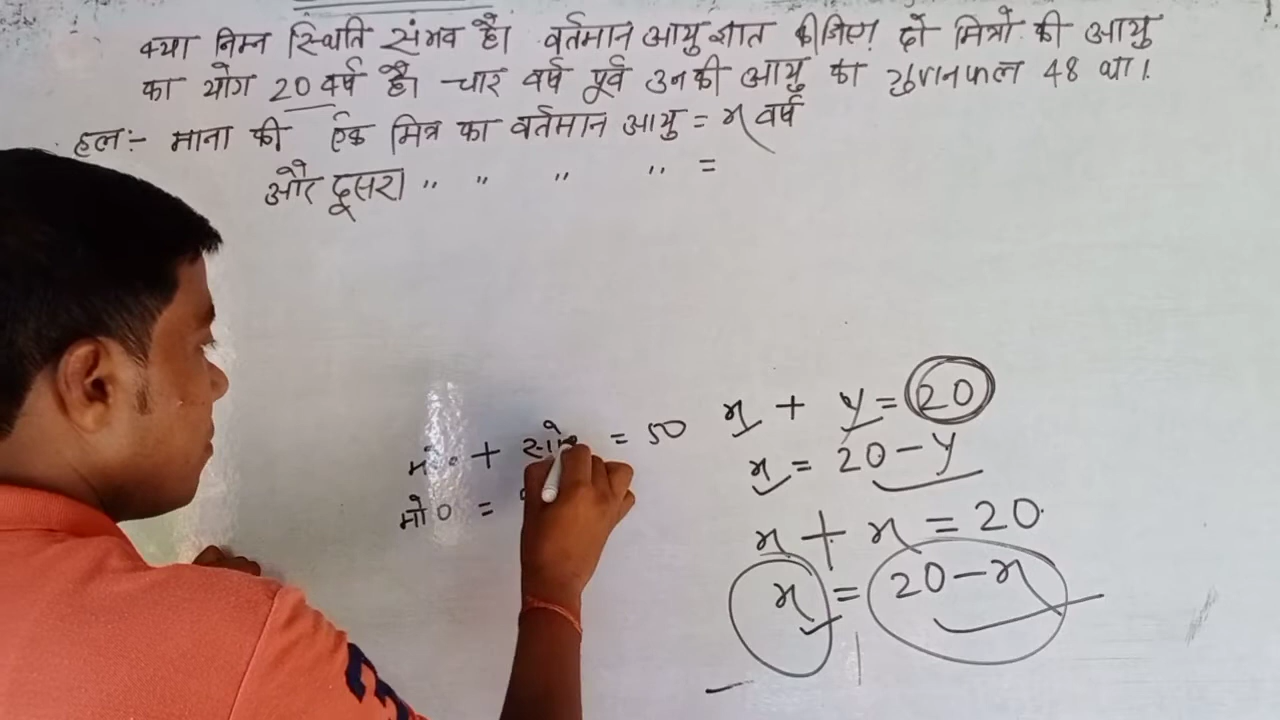 क्या निम्न स्थिति संभव है। वर्तमान आयु ज्ञात कीजिए। दो मित्रो की आयु
का योग 20 वर्ष है। चार वर्ष पूर्व उनकी आयु का गुणनफल 48 था।
हल:- माना की एक मित्र का वर्तमान आयु = x वर्ष
और दूसरा " " " " =
x + y = 20
x = 20 - y
x + x = 20
x = 20 - x
+ = 50
मो0 =